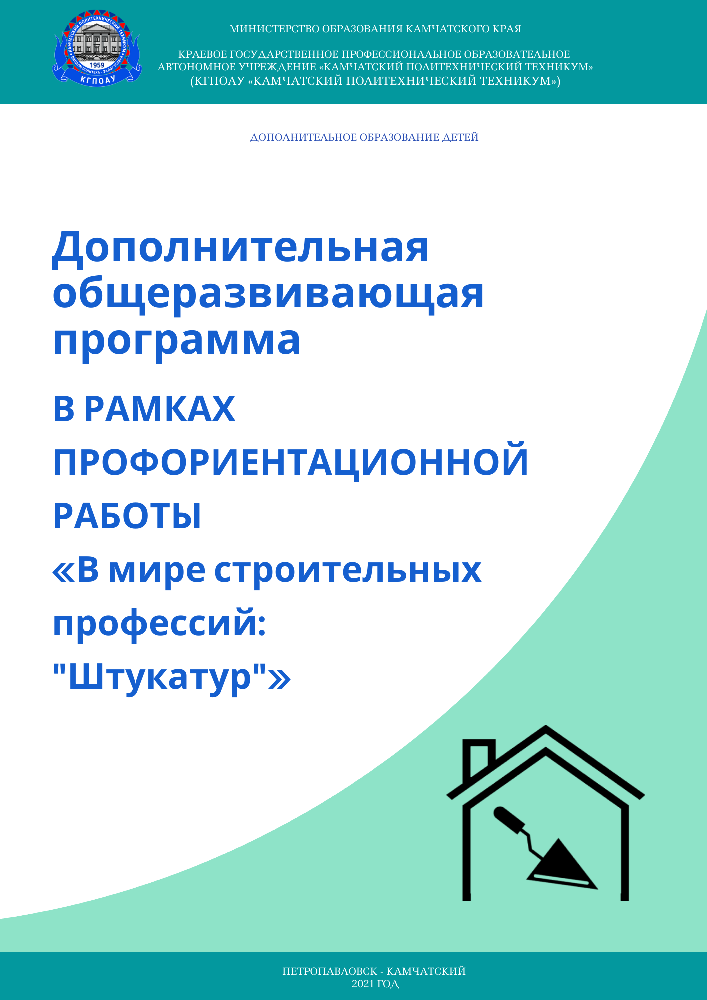 КАМЧАТСКИЙ ПОЛИТЕХНИЧЕСКИЙ ТЕХНИКУМ
1959
ДИПЛОМ ПОЛИТЕХА - ЗАЛОГ УСПЕХА
КГПОАУ
МИНИСТЕРСТВО ОБРАЗОВАНИЯ КАМЧАТСКОГО КРАЯ
КРАЕВОЕ ГОСУДАРСТВЕННОЕ ПРОФЕССИОНАЛЬНОЕ ОБРАЗОВАТЕЛЬНОЕ
АВТОНОМНОЕ УЧРЕЖДЕНИЕ «КАМЧАТСКИЙ ПОЛИТЕХНИЧЕСКИЙ ТЕХНИКУМ»
(КГПОАУ «КАМЧАТСКИЙ ПОЛИТЕХНИЧЕСКИЙ ТЕХНИКУМ»)
ДОПОЛНИТЕЛЬНОЕ ОБРАЗОВАНИЕ ДЕТЕЙ
Дополнительная
общеразвивающая
программа
В РАМКАХ
ПРОФОРИЕНТАЦИОННОЙ
РАБОТЫ
«В мире строительных
профессий:
"Штукатур"»
ПЕТРОПАВЛОВСК - КАМЧАТСКИЙ
2021 ГОД